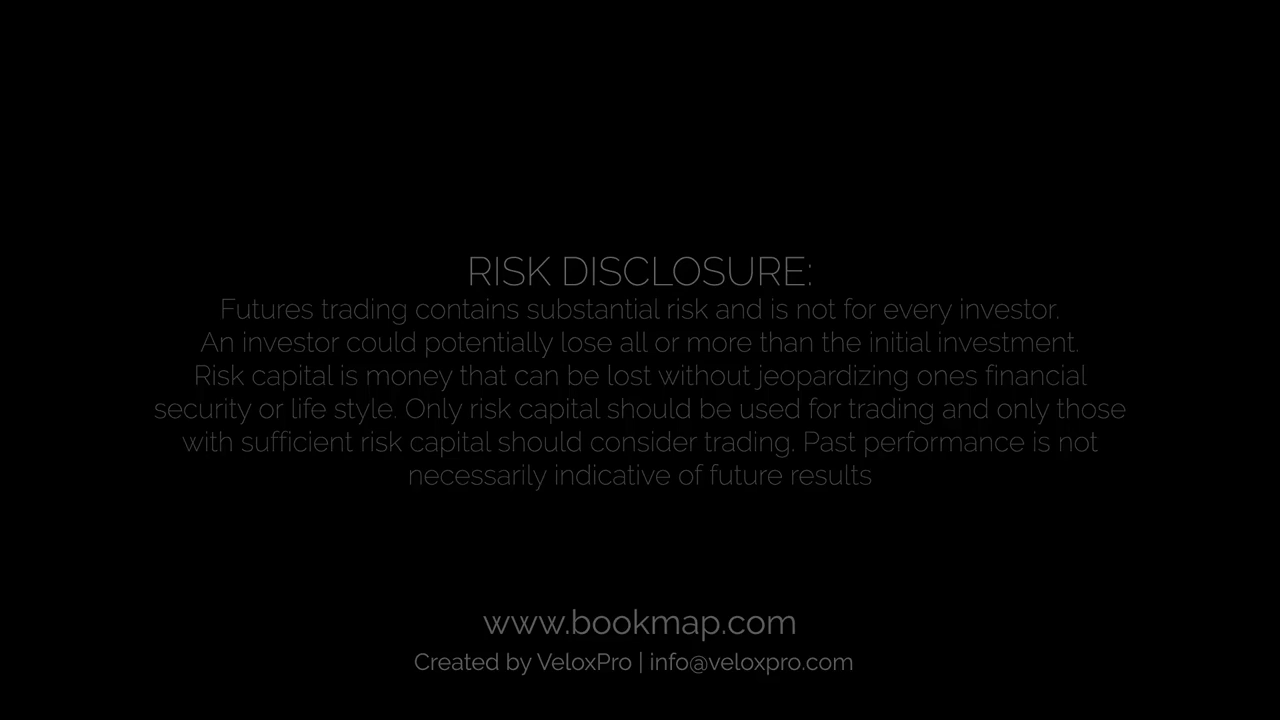 RISK DISCLOSURE:
Futures trading contains substantial risk and is not for every investor.
An investor could potentially lose all or more than the initial investment.
Risk capital is money that can be lost without jeopardizing ones financial
security or life style. Only risk capital should be used for trading and only those
with sufficient risk capital should consider trading. Past performance is not
necessarily indicative of future results
www.bookmap.com
Created by VeloxPro | info@veloxpro.com